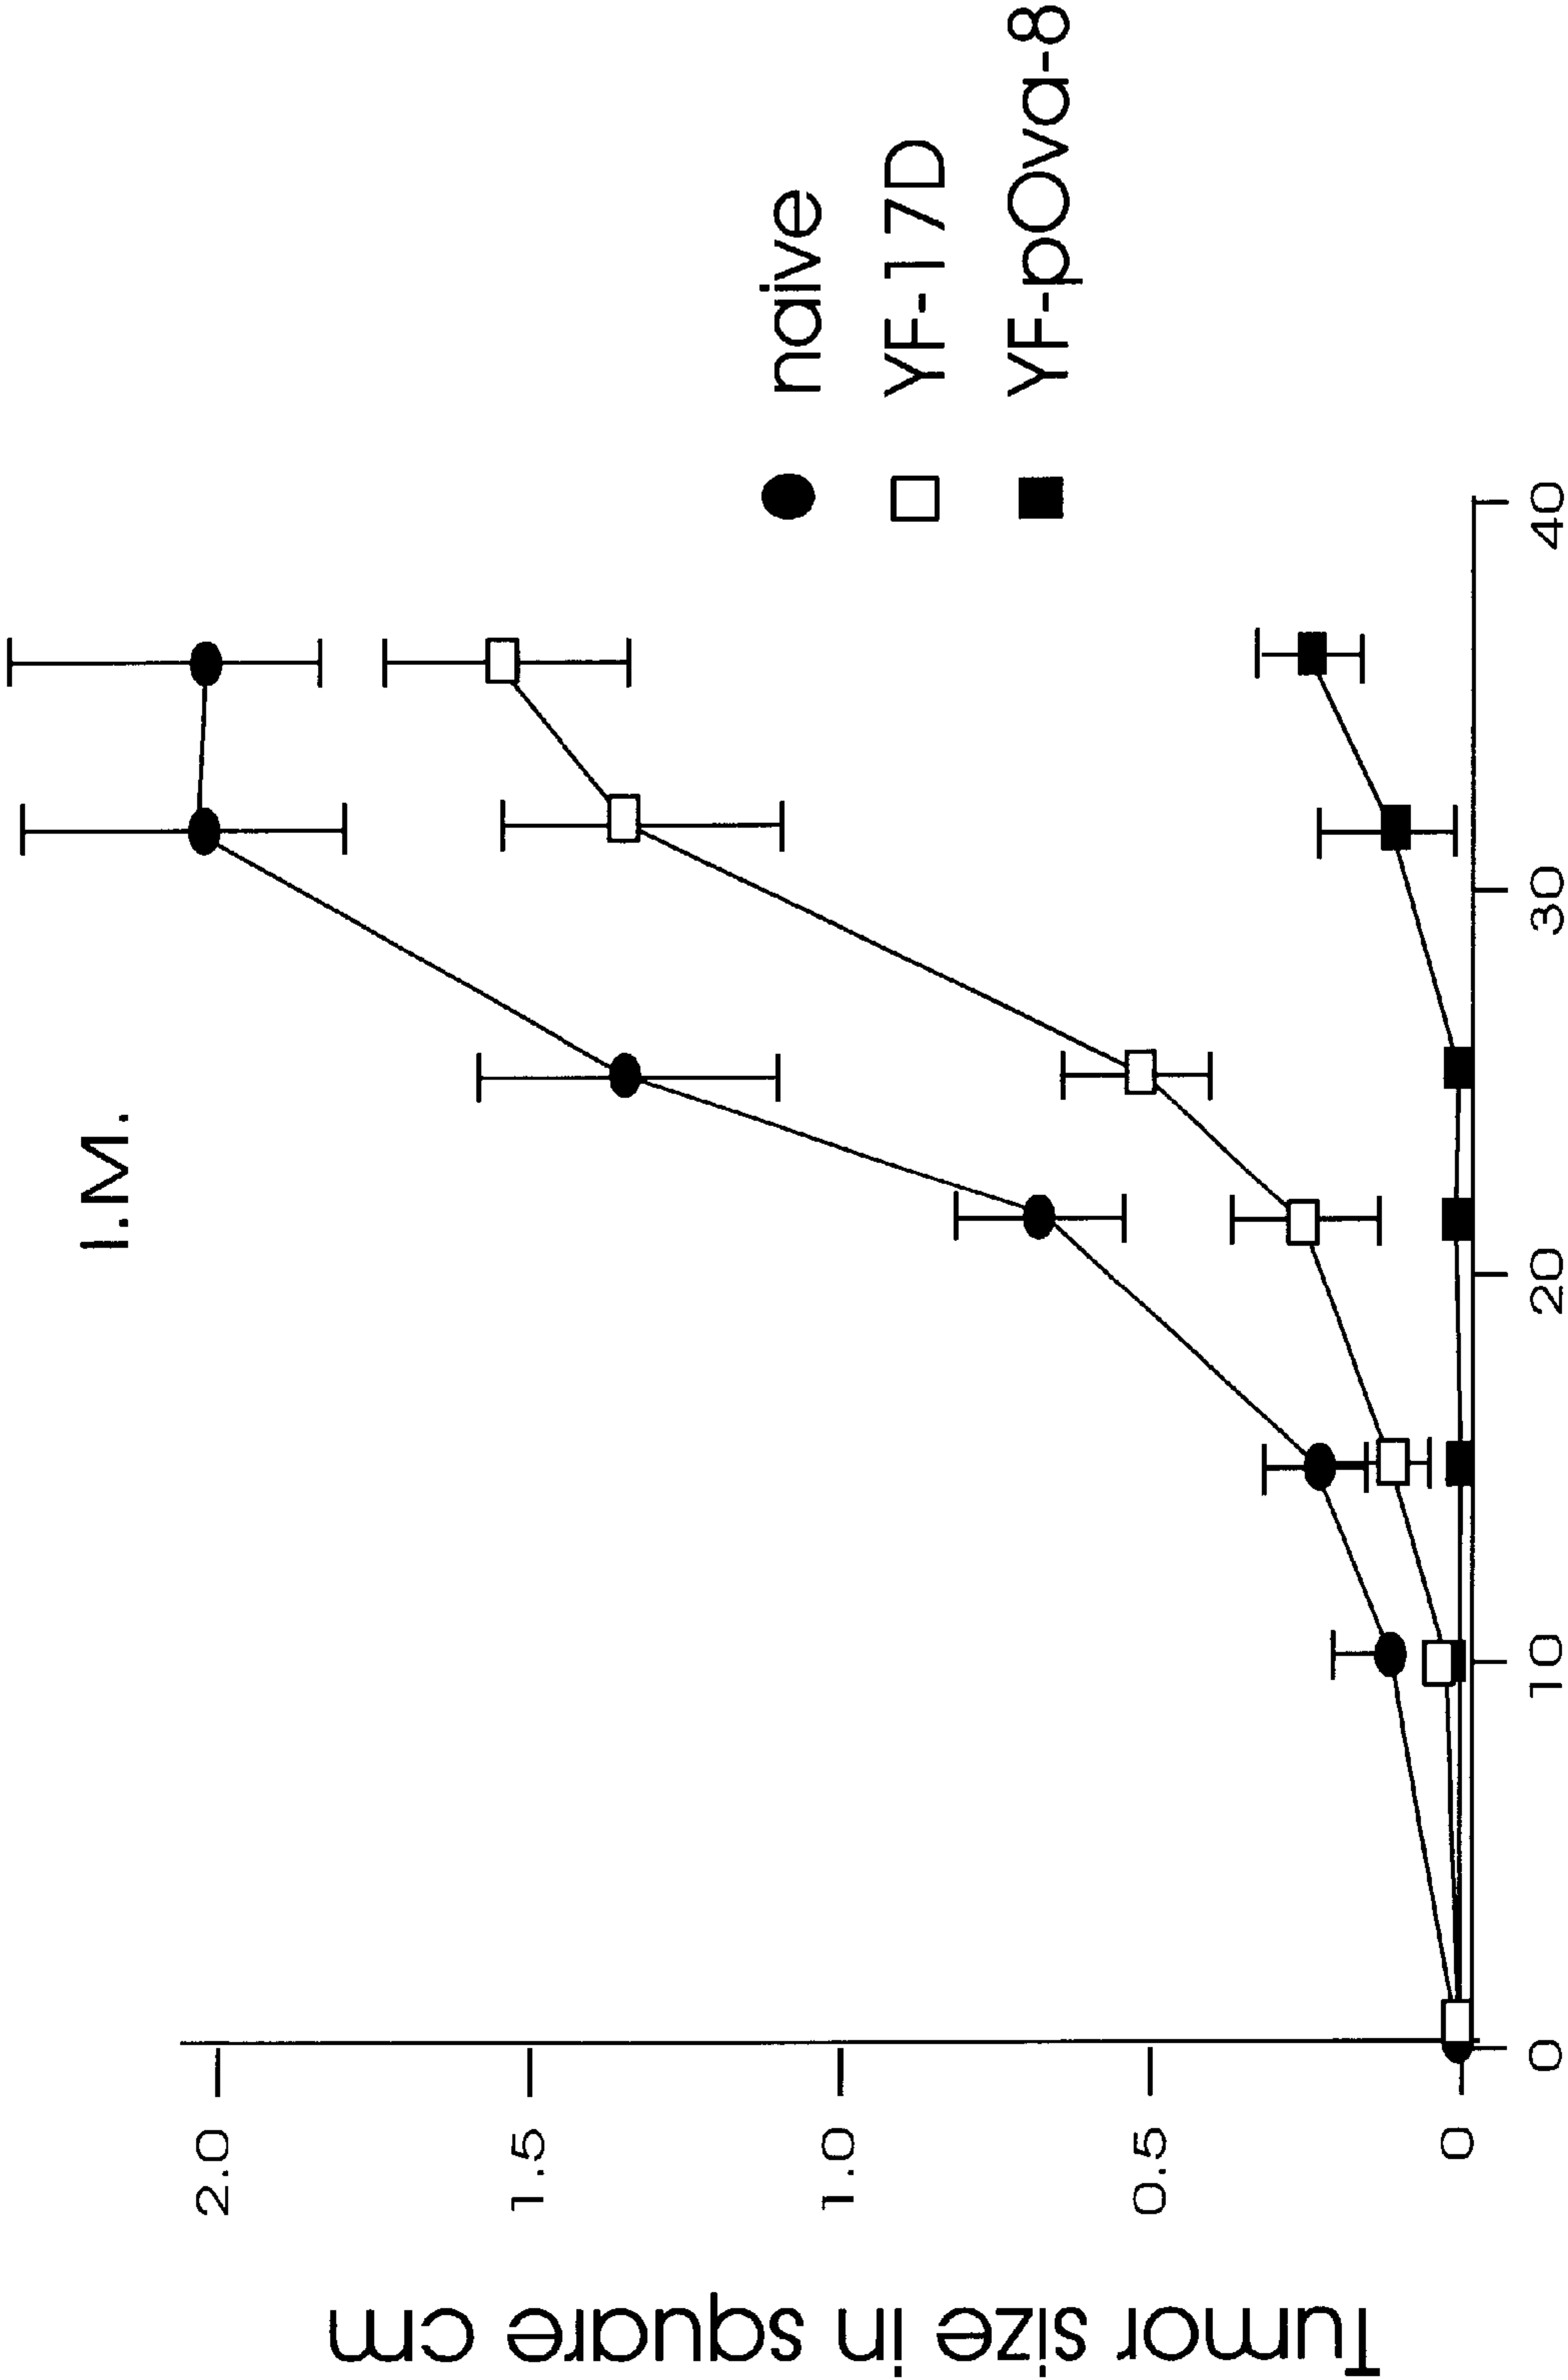 I.M.
Tumor size in square cm
2.0
1.5
1.0
0.5
0
0
10
20
30
40
naive
YF-17D
YF-pOva-8